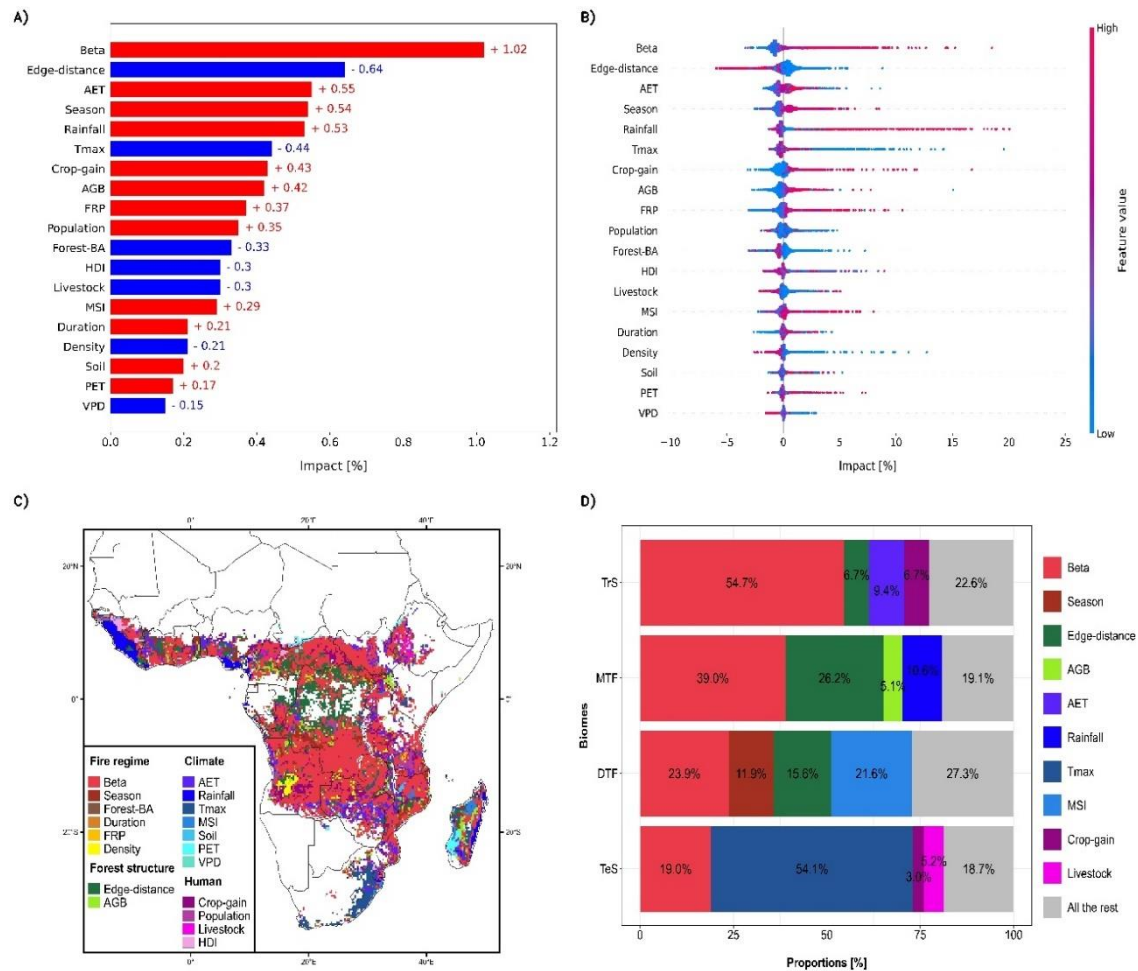 A)
Beta
Edge-distance
AET
Season
Rainfall
Tmax
Crop-gain
AGB
FRP
Population
Forest-BA
HDI
Livestock
MSI
Duration
Density
Soil
PET
VPD
+ 1.02
- 0.64
+ 0.55
+ 0.54
+ 0.53
- 0.44
+ 0.43
+ 0.42
+ 0.37
+ 0.35
- 0.33
- 0.3
- 0.3
+ 0.29
+ 0.21
- 0.21
+ 0.2
+ 0.17
- 0.15
0.0 0.2 0.4 0.6 0.8 1.0 1.2
Impact [%]
B)
Beta
Edge-distance
AET
Season
Rainfall
Tmax
Crop-gain
AGB
FRP
Population
Forest-BA
HDI
Livestock
MSI
Duration
Density
Soil
PET
VPD
−10 −5 0 5 10 15 20 25
Impact [%]
High
Feature value
Low
C)
0° 20°E 40°E
20°N
0°
20°S
20°N
0°
20°S
0° 20°E 40°E
Fire regime
Beta
Season
Forest-BA
Duration
FRP
Density
Forest structure
Edge-distance
AGB
Climate
AET
Rainfall
Tmax
MSI
Soil
PET
VPD
Human
Crop-gain
Population
Livestock
HDI
D)
Biomes
TrS
54.7% 6.7% 9.4% 6.7% 22.6%
MTF
39.0% 26.2% 5.1% 10.6% 19.1%
DTF
23.9% 11.9% 15.6% 21.6% 27.3%
TeS
19.0% 54.1% 3.0% 5.2% 18.7%
0 25 50 75 100
Proportions [%]
Beta
Season
Edge-distance
AGB
AET
Rainfall
Tmax
MSI
Crop-gain
Livestock
All the rest